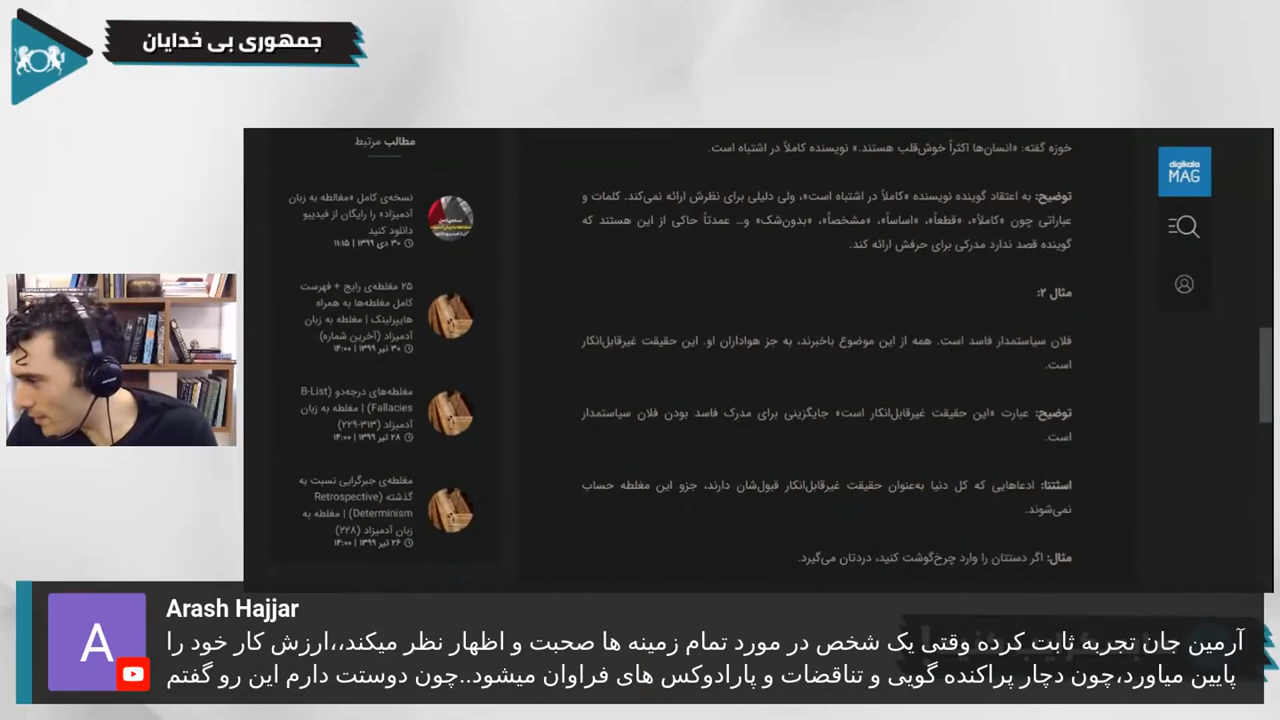 جمهوری بی خدایان
مطالب مرتبط
نسخه‌ی کامل «مغالطه به زبان
آدمیزاد» را رایگان از فیدیبو
دانلود کنید
۳۰ دی ۱۳۹۹ | ۱۱:۱۵
۲۵ مغلطه‌ی رایج + فهرست
کامل مغلطه‌ها به همراه
هایپرلینک | مغلطه به زبان
آدمیزاد (آخرین شماره)
۳۰ تیر ۱۳۹۹ | ۱۴:۰۰
مغلطه‌های درجه‌دو (B-List
Fallacies) | مغلطه به زبان
آدمیزاد (۳۱۳-۲۲۹)
۲۸ تیر ۱۳۹۹ | ۱۴:۰۰
مغلطه‌ی جبرگرایی نسبت به
گذشته (Retrospective
Determinism) | مغلطه به
زبان آدمیزاد (۲۲۸)
۲۶ تیر ۱۳۹۹ | ۱۴:۰۰
حوزه گفته: «انسان‌ها اکثراً خوش‌قلب هستند.» نویسنده کاملاً در اشتباه است.
توضیح: به اعتقاد گوینده نویسنده «کاملاً در اشتباه است»، ولی دلیلی برای نظرش ارائه نمی‌کند. کلمات و
عباراتی چون «کاملاً»، «قطعاً»، «اساساً»، «مشخصاً»، «بدون‌شک» و... عمدتاً حاکی از این هستند که
گوینده قصد ندارد مدرکی برای حرفش ارائه کند.
مثال ۲:
فلان سیاستمدار فاسد است. همه از این موضوع باخبرند، به جز هواداران او. این حقیقت غیرقابل‌انکار
است.
توضیح: عبارت «این حقیقت غیرقابل‌انکار است» جایگزینی برای مدرک فاسد بودن فلان سیاستمدار
است.
استثنا: ادعاهایی که کل دنیا به‌عنوان حقیقت غیرقابل‌انکار قبول‌شان دارند، جزو این مغلطه حساب
نمی‌شوند.
مثال: اگر دستتان را وارد چرخ‌گوشت کنید، دردتان می‌گیرد.
digikala
MAG
A
Arash Hajjar
آرمین جان تجربه ثابت کرده وقتی یک شخص در مورد تمام زمینه ها صحبت و اظهار نظر میکند،،ارزش کار خود را
پایین میاورد،چون دچار پراکنده گویی و تناقضات و پارادوکس های فراوان میشود..چون دوستت دارم این رو گفتم